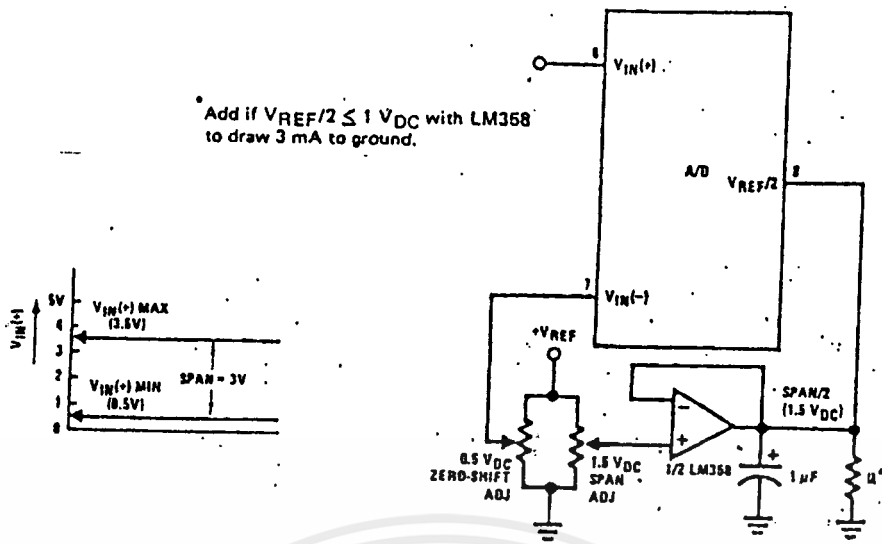 6
VIN(+)
*Add if VREF/2 ≤ 1 VDC with LM358
to draw 3 mA to ground.
A/D
VREF/2
9
7
VIN(−)
VIN(+)
5V
4
3
2
1
0
VIN(+) MAX
(3.5V)
SPAN = 3V
VIN(+) MIN
(0.5V)
+VREF
−
+
SPAN/2
(1.5 VDC)
0.5 VDC
ZERO-SHIFT
ADJ
1.5 VDC
SPAN
ADJ
1/2 LM358
+
1 µF